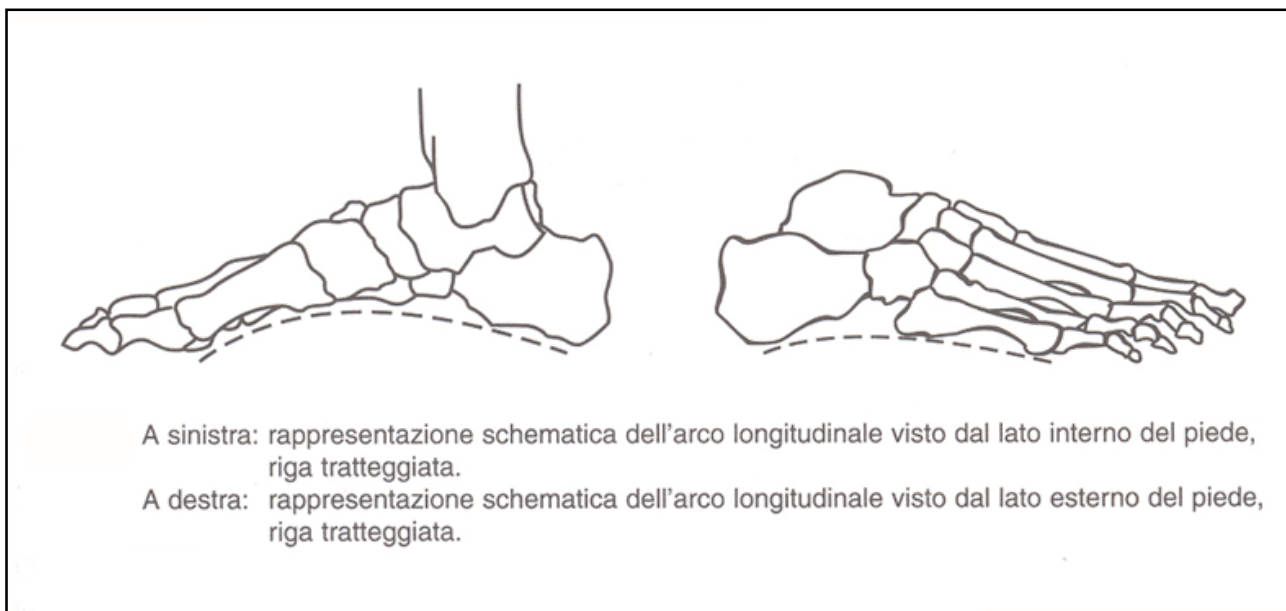 A sinistra: rappresentazione schematica dell'arco longitudinale visto dal lato interno del piede,
riga tratteggiata.
A destra: rappresentazione schematica dell'arco longitudinale visto dal lato esterno del piede,
riga tratteggiata.